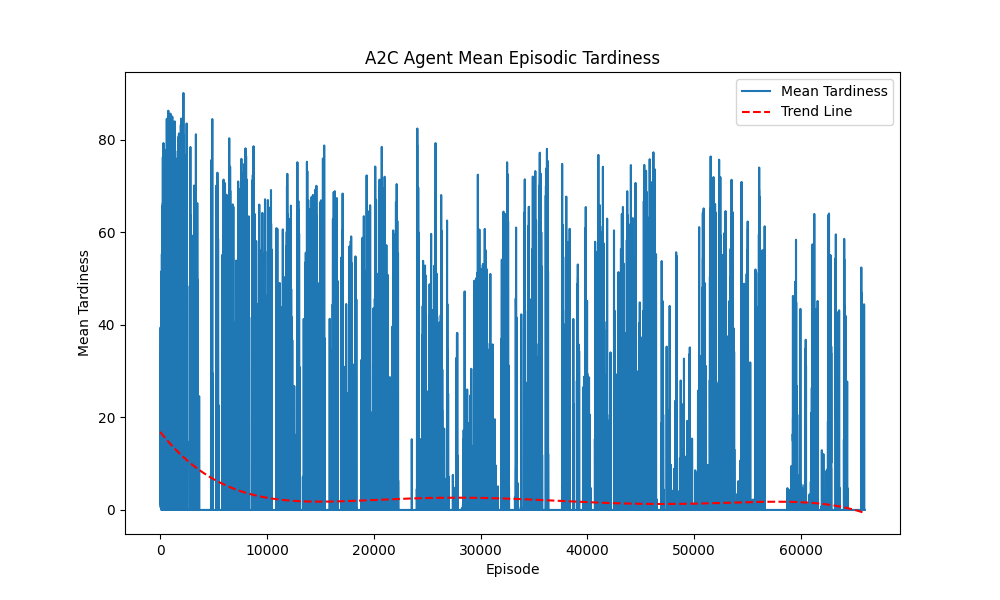 A2C Agent Mean Episodic Tardiness
Mean Tardiness
Trend Line
80
60
40
20
0
Mean Tardiness
0 10000 20000 30000 40000 50000 60000
Episode